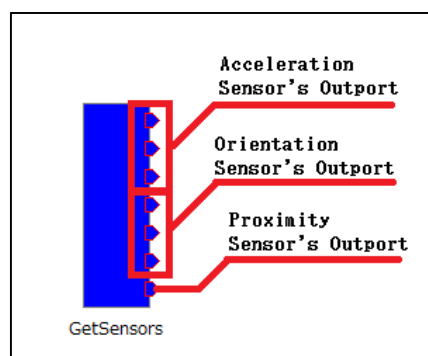 Acceleration
Sensor's Outport
Orientation
Sensor's Outport
Proximity
Sensor's Outport
GetSensors